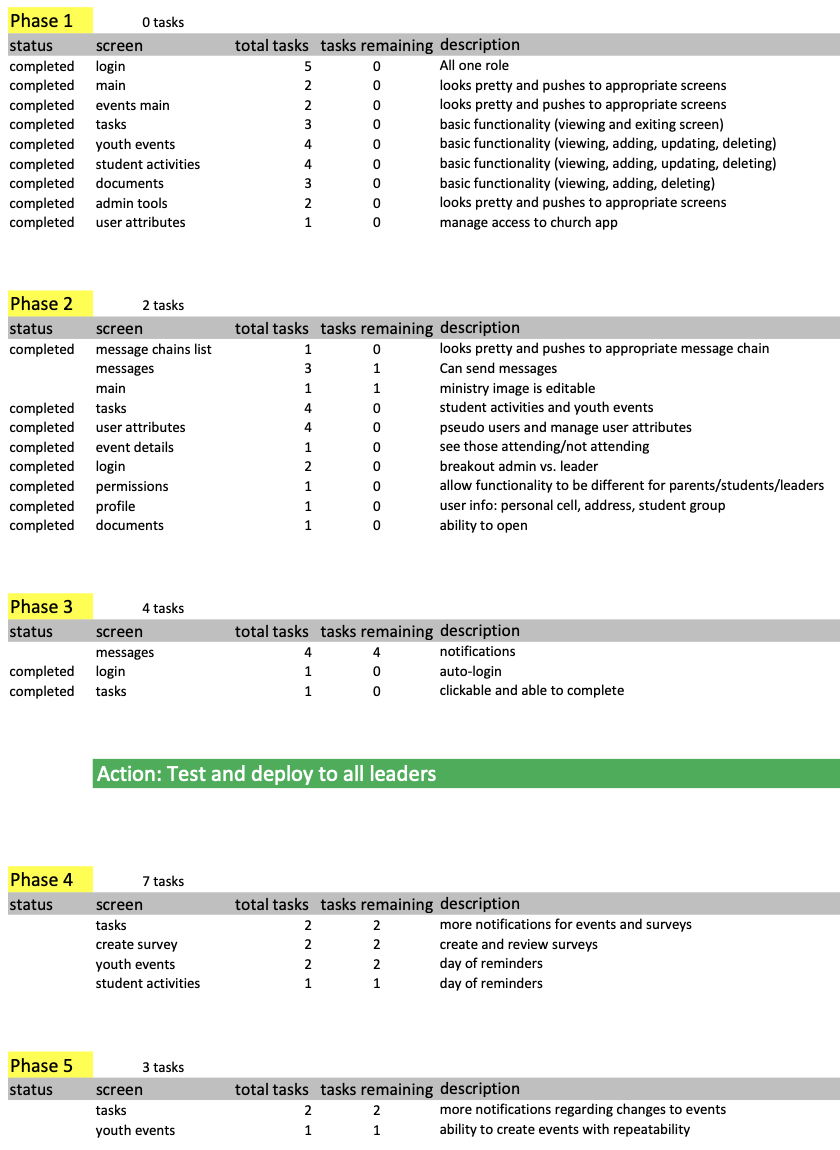 Phase 1 0 tasks
status screen total tasks tasks remaining description
completed login 5 0 All one role
completed main 2 0 looks pretty and pushes to appropriate screens
completed events main 2 0 looks pretty and pushes to appropriate screens
completed tasks 3 0 basic functionality (viewing and exiting screen)
completed youth events 4 0 basic functionality (viewing, adding, updating, deleting)
completed student activities 4 0 basic functionality (viewing, adding, updating, deleting)
completed documents 3 0 basic functionality (viewing, adding, deleting)
completed admin tools 2 0 looks pretty and pushes to appropriate screens
completed user attributes 1 0 manage access to church app
Phase 2 2 tasks
status screen total tasks tasks remaining description
completed message chains list 1 0 looks pretty and pushes to appropriate message chain
messages 3 1 Can send messages
main 1 1 ministry image is editable
completed tasks 4 0 student activities and youth events
completed user attributes 4 0 pseudo users and manage user attributes
completed event details 1 0 see those attending/not attending
completed login 2 0 breakout admin vs. leader
completed permissions 1 0 allow functionality to be different for parents/students/leaders
completed profile 1 0 user info: personal cell, address, student group
completed documents 1 0 ability to open
Phase 3 4 tasks
status screen total tasks tasks remaining description
messages 4 4 notifications
completed login 1 0 auto-login
completed tasks 1 0 clickable and able to complete
Action: Test and deploy to all leaders
Phase 4 7 tasks
status screen total tasks tasks remaining description
tasks 2 2 more notifications for events and surveys
create survey 2 2 create and review surveys
youth events 2 2 day of reminders
student activities 1 1 day of reminders
Phase 5 3 tasks
status screen total tasks tasks remaining description
tasks 2 2 more notifications regarding changes to events
youth events 1 1 ability to create events with repeatability